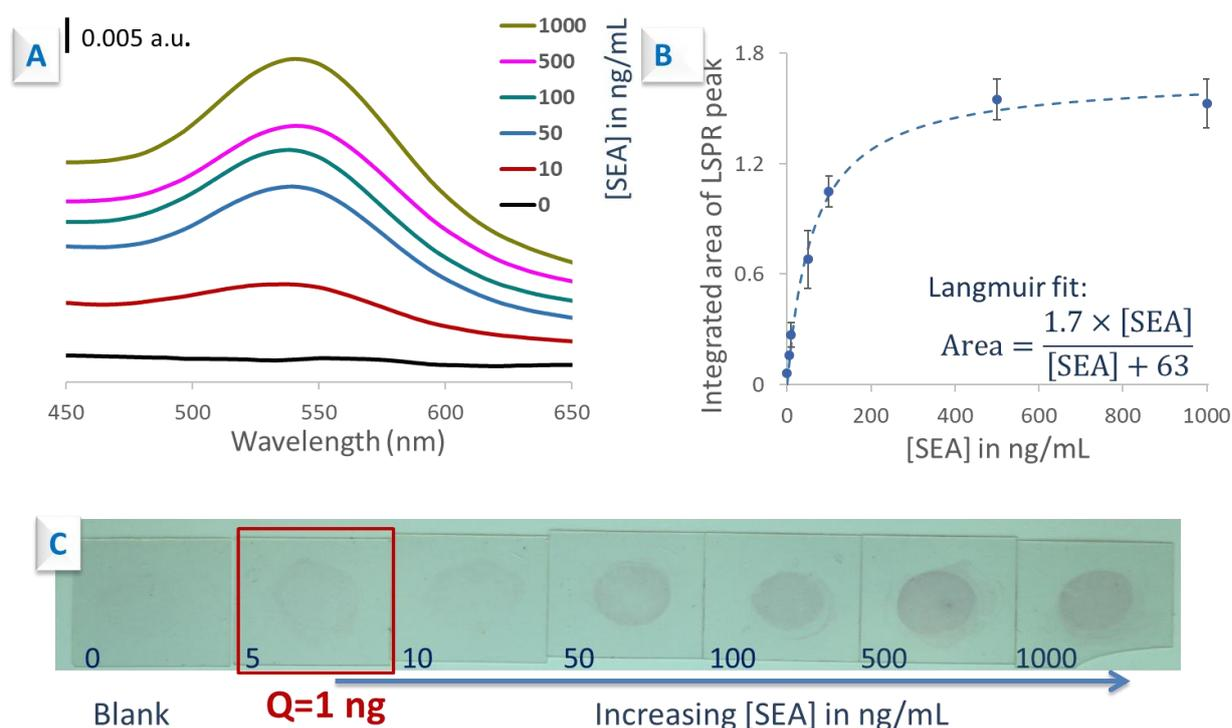 A
0.005 a.u.
1000
500
100
50
10
0
[SEA] in ng/mL
450 500 550 600 650
Wavelength (nm)
B
Integrated area of LSPR peak
1.8
1.2
0.6
0
0 200 400 600 800 1000
[SEA] in ng/mL
Langmuir fit:
Area = 1.7 × [SEA]
[SEA] + 63
C
0 5 10 50 100 500 1000
Blank Q=1 ng Increasing [SEA] in ng/mL